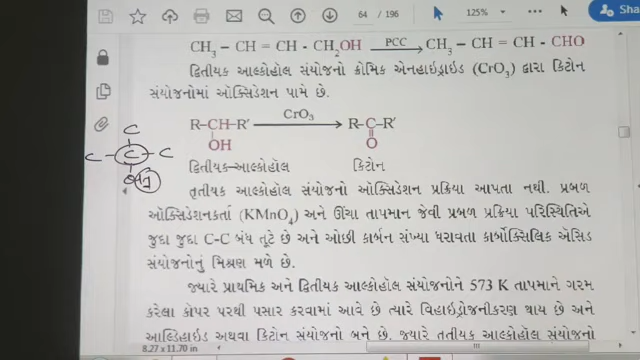 64 / 196
125%
Share
CH₃ – CH = CH - CH₂OH PCC CH₃ – CH = CH - CHO
દ્વિતીયક આલ્કોહોલ સંયોજનો ક્રોમિક એનહાઇડ્રાઇડ (CrO₃) દ્વારા કિટોન
સંયોજનોમાં ઑક્સિડેશન પામે છે.
CrO₃
R–CH–R′ R–C–R′
OH O
દ્વિતીયક–આલ્કોહૉલ કિટોન
C
C – C – C
તૃતીયક આલ્કોહૉલ સંયોજનો ઑક્સિડેશન પ્રક્રિયા આપતા નથી. પ્રબળ
ઑક્સિડેશનકર્તા (KMnO₄) અને ઊંચા તાપમાન જેવી પ્રબળ પ્રક્રિયા પરિસ્થિતિએ
જુદા જુદા C–C બંધ તૂટે છે અને ઓછી કાર્બન સંખ્યા ધરાવતા કાર્બોક્સિલિક ઍસિડ
સંયોજનોનું મિશ્રણ મળે છે.
જ્યારે પ્રાથમિક અને દ્વિતીયક આલ્કોહૉલ સંયોજનોને 573 K તાપમાને ગરમ
કરેલા કૉપર પરથી પસાર કરવામાં આવે છે ત્યારે વિહાઇડ્રોજનીકરણ થાય છે અને
આલ્ડિહાઇડ અથવા કિટોન સંયોજનો બને છે. જ્યારે તૃતીયક આલ્કોહૉલ સંયોજનો
8.27 x 11.70 in